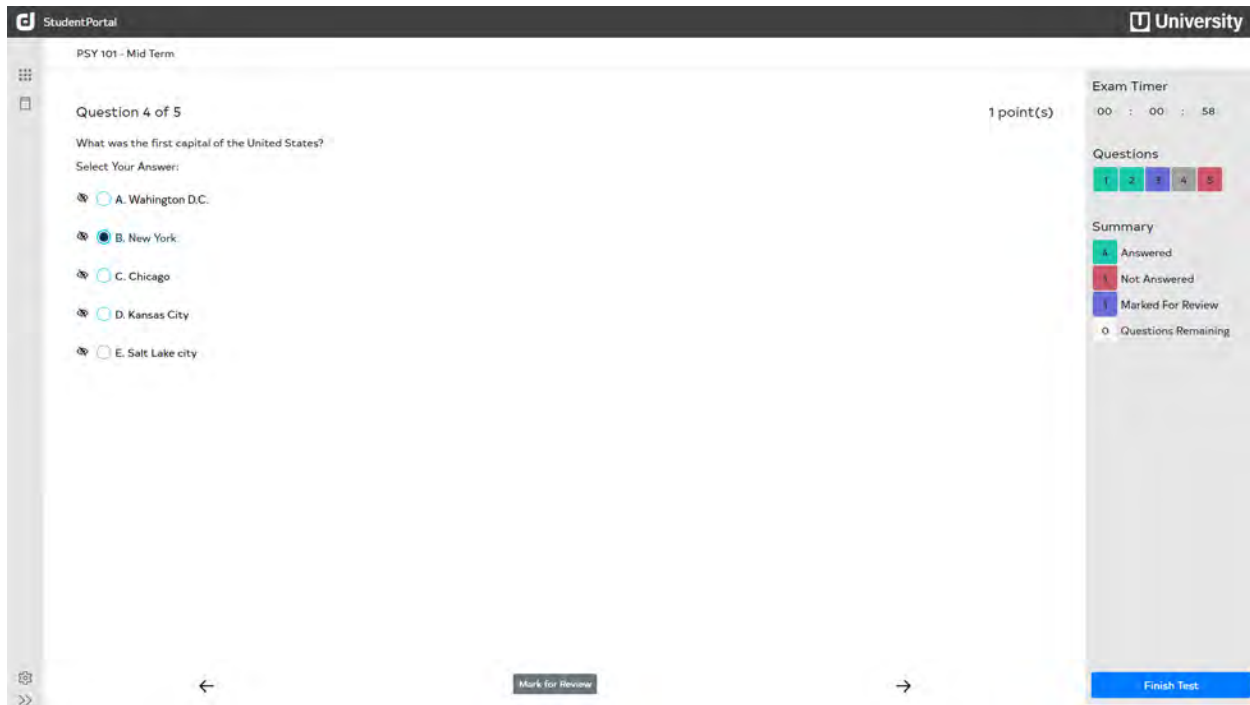 StudentPortal
University
PSY 101 - Mid Term
Question 4 of 5
1 point(s)
What was the first capital of the United States?
Select Your Answer:
A. Wahington D.C.
B. New York
C. Chicago
D. Kansas City
E. Salt Lake city
Mark for Review
Exam Timer
00 : 00 : 58
Questions
1 2 3 4 5
Summary
4 Answered
1 Not Answered
1 Marked For Review
0 Questions Remaining
Finish Test